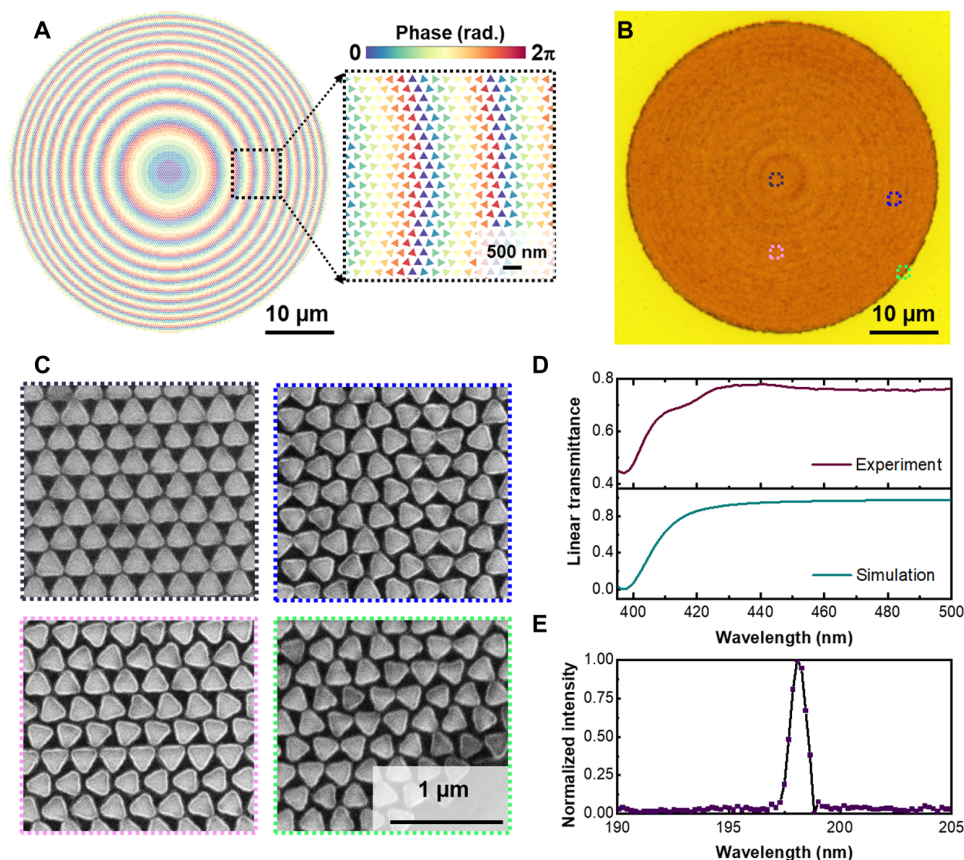 A
Phase (rad.)
0
2π
500 nm
10 μm
B
10 μm
C
1 μm
D
Linear transmittance
0.8
0.6
0.4
Experiment
0.8
0.4
0.0
Simulation
400 420 440 460 480 500
Wavelength (nm)
E
Normalized intensity
1.00
0.75
0.50
0.25
0.00
190 195 200 205
Wavelength (nm)